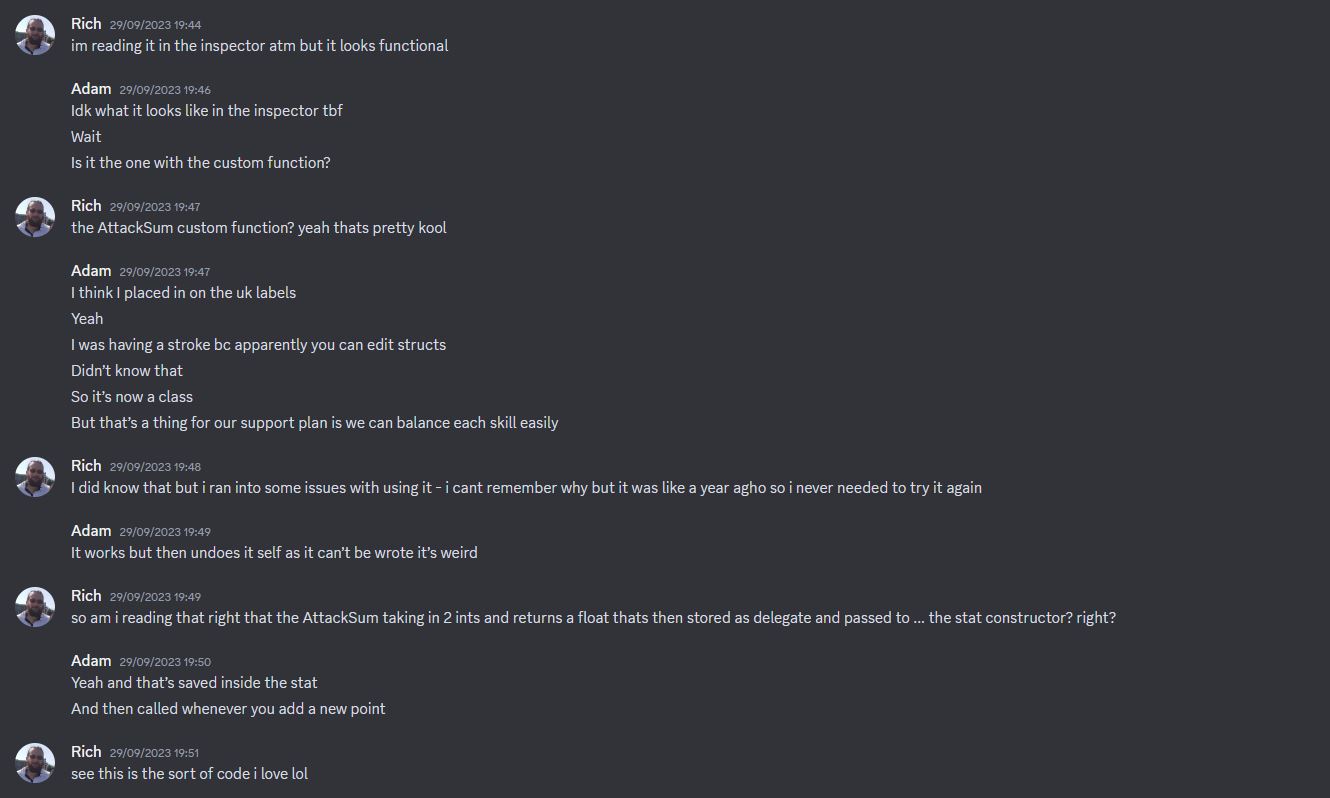 Rich 29/09/2023 19:44
im reading it in the inspector atm but it looks functional
Adam 29/09/2023 19:46
Idk what it looks like in the inspector tbf
Wait
Is it the one with the custom function?
Rich 29/09/2023 19:47
the AttackSum custom function? yeah thats pretty kool
Adam 29/09/2023 19:47
I think I placed in on the uk labels
Yeah
I was having a stroke bc apparently you can edit structs
Didn't know that
So it's now a class
But that's a thing for our support plan is we can balance each skill easily
Rich 29/09/2023 19:48
I did know that but i ran into some issues with using it - i cant remember why but it was like a year agho so i never needed to try it again
Adam 29/09/2023 19:49
It works but then undoes it self as it can't be wrote it's weird
Rich 29/09/2023 19:49
so am i reading that right that the AttackSum taking in 2 ints and returns a float thats then stored as delegate and passed to ... the stat constructor? right?
Adam 29/09/2023 19:50
Yeah and that's saved inside the stat
And then called whenever you add a new point
Rich 29/09/2023 19:51
see this is the sort of code i love lol